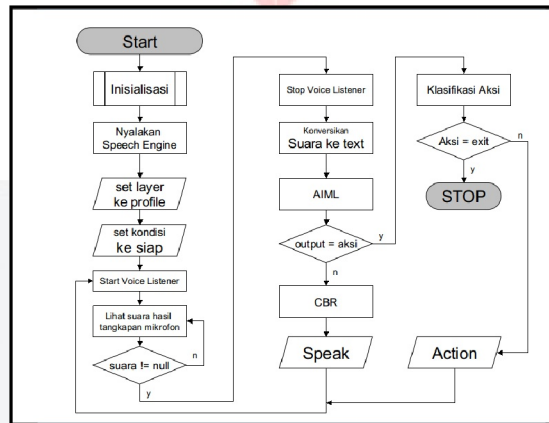 Start
Inisialisasi
Nyalakan
Speech Engine
set layer
ke profile
set kondisi
ke siap
Start Voice Listener
Lihat suara hasil
tangkapan mikrofon
n
suara != null
y
Stop Voice Listener
Konversikan
Suara ke text
AIML
output = aksi
y
n
CBR
Speak
Klasifikasi Aksi
Aksi = exit
n
y
STOP
Action